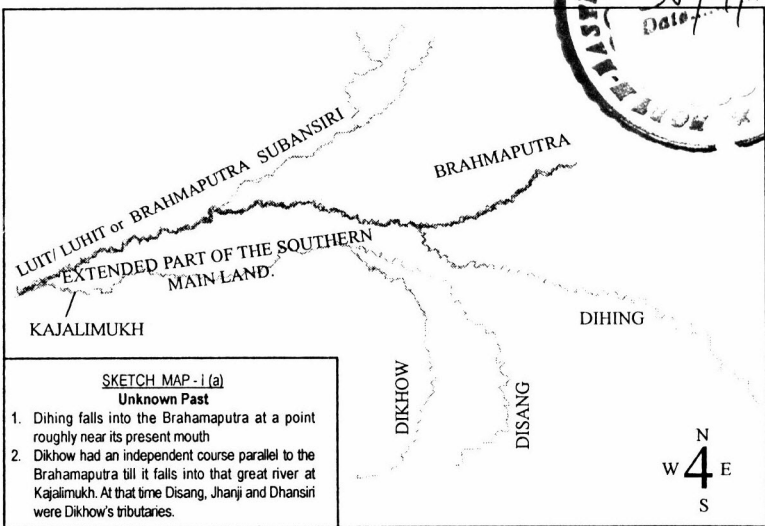 Date
LUIT/ LUHIT or BRAHMAPUTRA SUBANSIRI
BRAHMAPUTRA
EXTENDED PART OF THE SOUTHERN
MAIN LAND.
KAJALIMUKH
DIHING
DIKHOW
DISANG
SKETCH MAP - i (a)
Unknown Past
1. Dihing falls into the Brahamaputra at a point
roughly near its present mouth
2. Dikhow had an independent course parallel to the
Brahamaputra till it falls into that great river at
Kajalimukh. At that time Disang, Jhanji and Dhansiri
were Dikhow's tributaries.
N
W 4 E
S